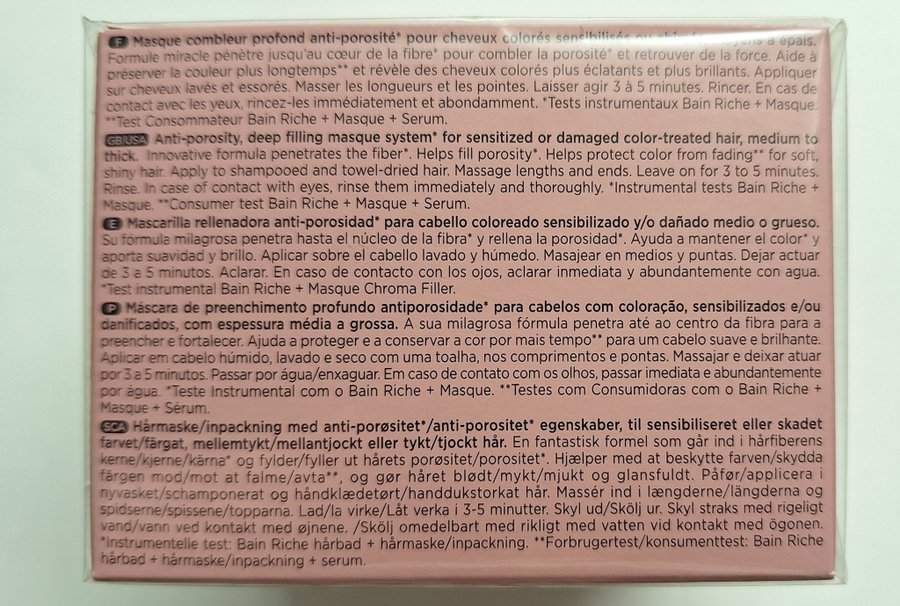 F Masque combleur profond anti-porosité* pour cheveux colorés sensibilisés ou épais.
Formule miracle pénètre jusqu'au cœur de la fibre* pour combler la porosité* et retrouver de la force. Aide à
préserver la couleur plus longtemps** et révèle des cheveux colorés plus éclatants et plus brillants. Appliquer
sur cheveux lavés et essorés. Masser les longueurs et les pointes. Laisser agir 3 à 5 minutes. Rincer. En cas de
contact avec les yeux, rincez-les immédiatement et abondamment. *Tests instrumentaux Bain Riche + Masque.
**Test Consommateur Bain Riche + Masque + Serum.
GB/USA Anti-porosity, deep filling masque system* for sensitized or damaged color-treated hair, medium to
thick. Innovative formula penetrates the fiber*. Helps fill porosity*. Helps protect color from fading** for soft,
shiny hair. Apply to shampooed and towel-dried hair. Massage lengths and ends. Leave on for 3 to 5 minutes.
Rinse. In case of contact with eyes, rinse them immediately and thoroughly. *Instrumental tests Bain Riche +
Masque. **Consumer test Bain Riche + Masque + Serum.
E Mascarilla rellenadora anti-porosidad* para cabello coloreado sensibilizado y/o dañado medio o grueso.
Su fórmula milagrosa penetra hasta el núcleo de la fibra* y rellena la porosidad*. Ayuda a mantener el color* y
aporta suavidad y brillo. Aplicar sobre el cabello lavado y húmedo. Masajear en medios y puntas. Dejar actuar
de 3 a 5 minutos. Aclarar. En caso de contacto con los ojos, aclarar inmediata y abundantemente con agua.
*Test instrumental Bain Riche + Masque Chroma Filler.
P Máscara de preenchimento profundo antiporosidade* para cabelos com coloração, sensibilizados e/ou
danificados, com espessura média a grossa. A sua milagrosa fórmula penetra até ao centro da fibra para a
preencher e fortalecer. Ajuda a proteger e a conservar a cor por mais tempo** para um cabelo suave e brilhante.
Aplicar em cabelo húmido, lavado e seco com uma toalha, nos comprimentos e pontas. Massajar e deixar atuar
por 3 a 5 minutos. Passar por água/enxaguar. Em caso de contato com os olhos, passar imediata e abundantemente
por água. *Teste Instrumental com o Bain Riche + Masque. **Testes com Consumidoras com o Bain Riche +
Masque + Sérum.
SCA Hårmaske/inpackning med anti-porøsitet*/anti-porositet* egenskaber, til sensibiliseret eller skadet
farvet/färgat, mellemtykt/mellantjockt eller tykt/tjockt hår. En fantastisk formel som går ind i hårfiberens
kerne/kjerne/kärna* og fylder/fyller ut hårets porøsitet/porositet*. Hjælper med at beskytte farven/skydda
färgen mod/mot at falme/avta**, og gør håret blødt/mykt/mjukt og glansfuldt. Påfør/applicera i
nyvasket/schamponerat og håndklædetørt/handdukstorkat hår. Massér ind i længderne/längderna og
spidserne/spissene/topparna. Lad/la virke/Låt verka i 3-5 minutter. Skyl ud/Skölj ur. Skyl straks med rigeligt
vand/vann ved kontakt med øjnene. /Skölj omedelbart med rikligt med vatten vid kontakt med ögonen.
*Instrumentelle test: Bain Riche hårbad + hårmaske/inpackning. **Forbrugertest/konsumenttest: Bain Riche
hårbad + hårmaske/inpackning + serum.